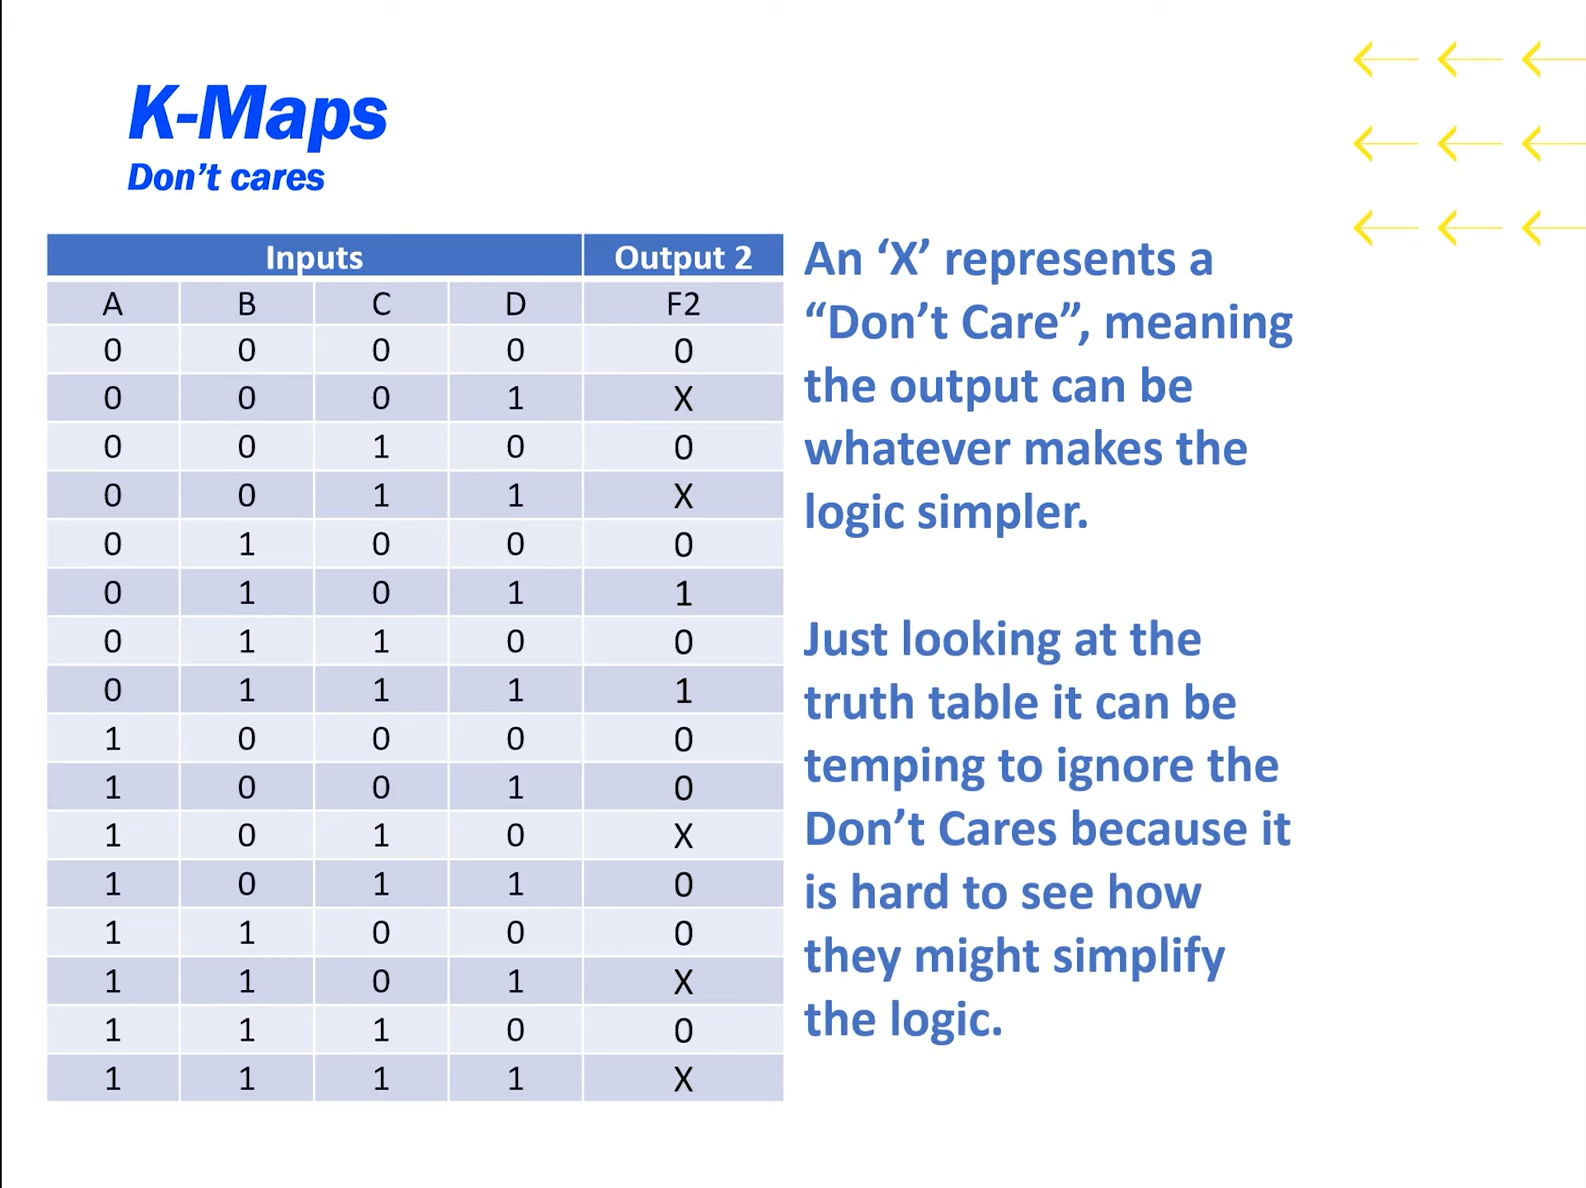 K-Maps
Don't cares
Inputs Output 2
A B C D F2
0 0 0 0 0
0 0 0 1 X
0 0 1 0 0
0 0 1 1 X
0 1 0 0 0
0 1 0 1 1
0 1 1 0 0
0 1 1 1 1
1 0 0 0 0
1 0 0 1 0
1 0 1 0 X
1 0 1 1 0
1 1 0 0 0
1 1 0 1 X
1 1 1 0 0
1 1 1 1 X
An ‘X’ represents a
“Don’t Care”, meaning
the output can be
whatever makes the
logic simpler.
Just looking at the
truth table it can be
temping to ignore the
Don’t Cares because it
is hard to see how
they might simplify
the logic.